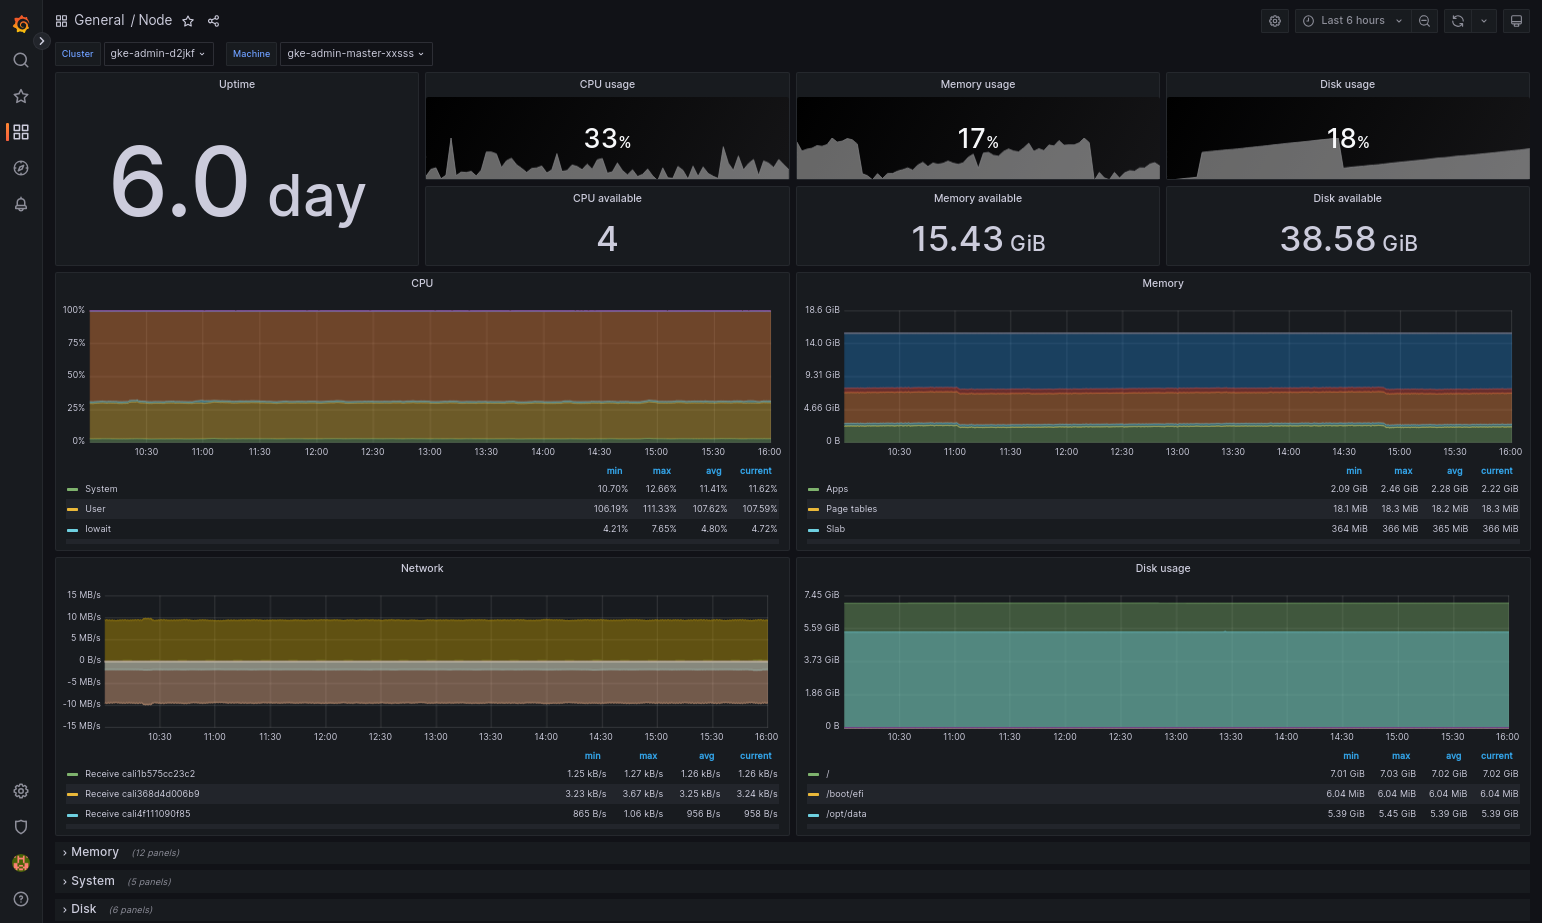 General / Node
Last 6 hours
Cluster gke-admin-d2jkf Machine gke-admin-master-xxsss
Uptime
6.0 day
CPU usage
33%
Memory usage
17%
Disk usage
18%
CPU available
4
Memory available
15.43 GiB
Disk available
38.58 GiB
CPU
100%
75%
50%
25%
0%
10:30 11:00 11:30 12:00 12:30 13:00 13:30 14:00 14:30 15:00 15:30 16:00
min max avg current
System 10.70% 12.66% 11.41% 11.62%
User 106.19% 111.33% 107.62% 107.59%
Iowait 4.21% 7.65% 4.80% 4.72%
Memory
18.6 GiB
14.0 GiB
9.31 GiB
4.66 GiB
0 B
10:30 11:00 11:30 12:00 12:30 13:00 13:30 14:00 14:30 15:00 15:30 16:00
min max avg current
Apps 2.09 GiB 2.46 GiB 2.28 GiB 2.22 GiB
Page tables 18.1 MiB 18.3 MiB 18.2 MiB 18.3 MiB
Slab 364 MiB 366 MiB 365 MiB 366 MiB
Network
15 MB/s
10 MB/s
5 MB/s
0 B/s
-5 MB/s
-10 MB/s
-15 MB/s
10:30 11:00 11:30 12:00 12:30 13:00 13:30 14:00 14:30 15:00 15:30 16:00
min max avg current
Receive cali1b575cc23c2 1.25 kB/s 1.27 kB/s 1.26 kB/s 1.26 kB/s
Receive cali368d4d006b9 3.23 kB/s 3.67 kB/s 3.25 kB/s 3.24 kB/s
Receive cali4f111090f85 865 B/s 1.06 kB/s 956 B/s 958 B/s
Disk usage
7.45 GiB
5.59 GiB
3.73 GiB
1.86 GiB
0 B
10:30 11:00 11:30 12:00 12:30 13:00 13:30 14:00 14:30 15:00 15:30 16:00
min max avg current
/ 7.01 GiB 7.03 GiB 7.02 GiB 7.02 GiB
/boot/efi 6.04 MiB 6.04 MiB 6.04 MiB 6.04 MiB
/opt/data 5.39 GiB 5.45 GiB 5.39 GiB 5.39 GiB
Memory (12 panels)
System (5 panels)
Disk (6 panels)